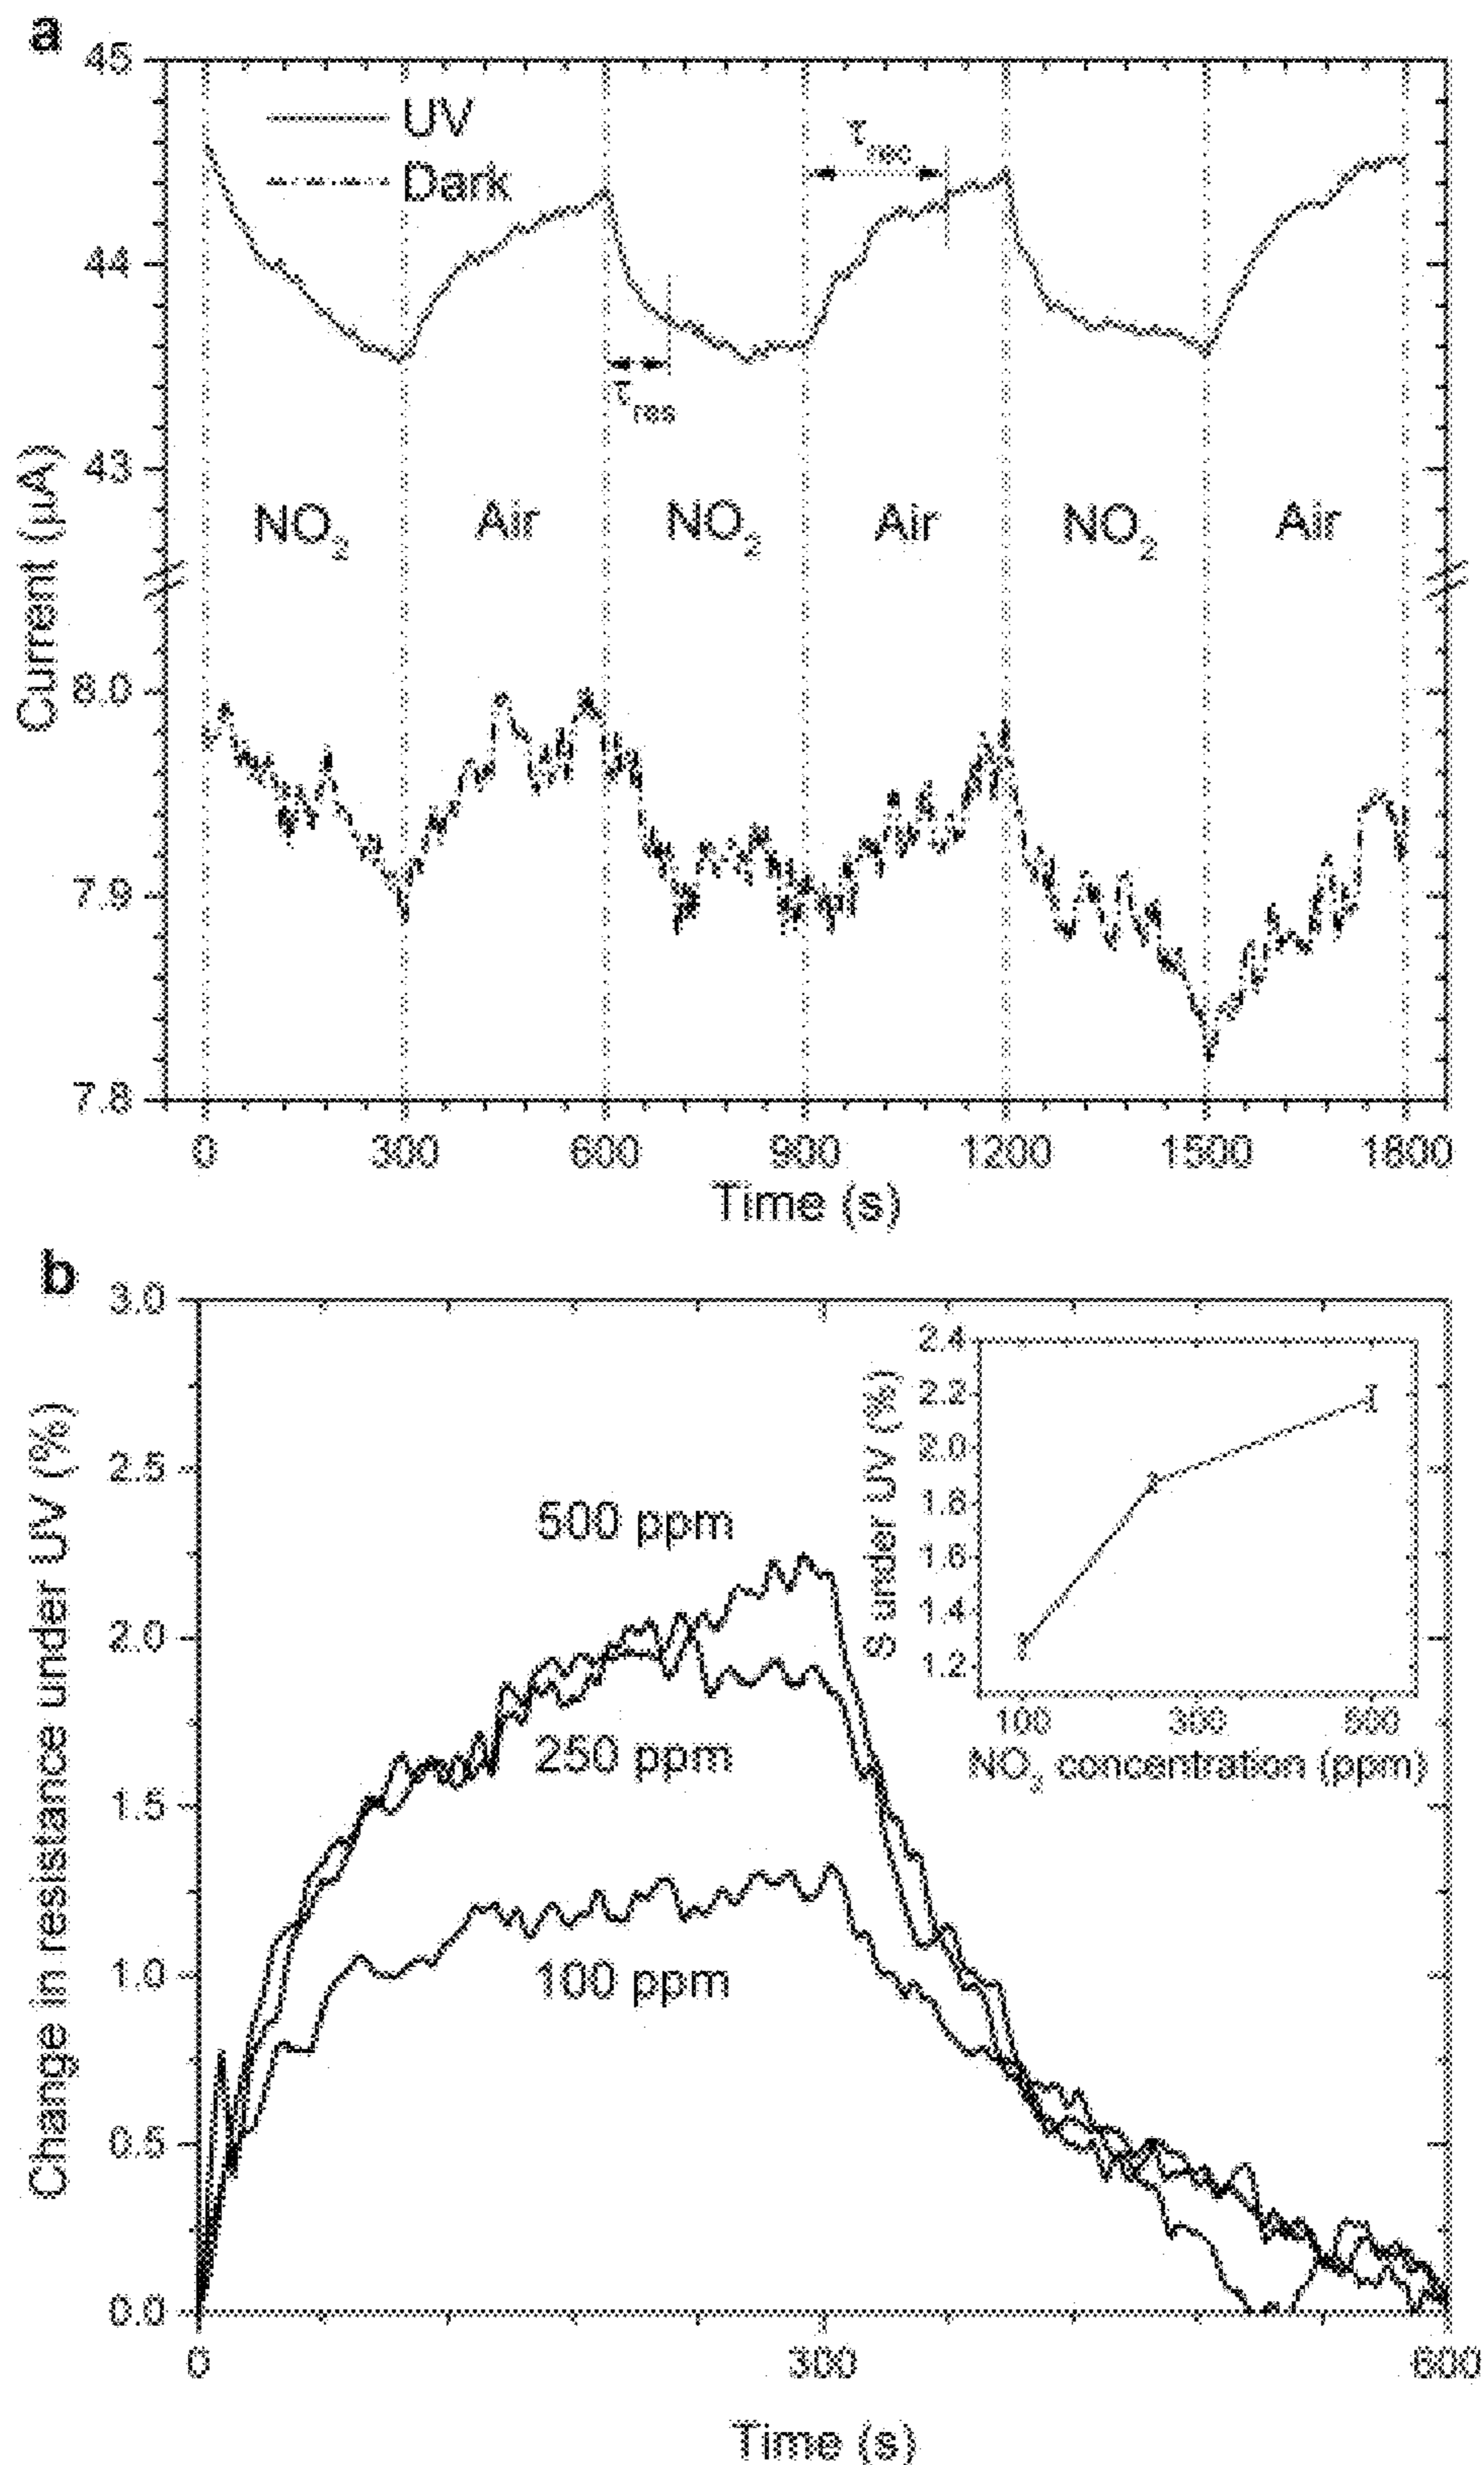 a
45
UV
Dark
τrec
44
τres
43
NO2 Air NO2 Air NO2 Air
Current (μA)
8.0
7.9
7.8
0 300 600 900 1200 1500 1800
Time (s)
b
3.0
2.5
2.0
1.5
1.0
0.5
0.0
Change in resistance under UV (%)
500 ppm
250 ppm
100 ppm
2.4
2.2
2.0
1.8
1.6
1.4
1.2
S under UV (%)
100 300 500
NO2 concentration (ppm)
0 300 600
Time (s)